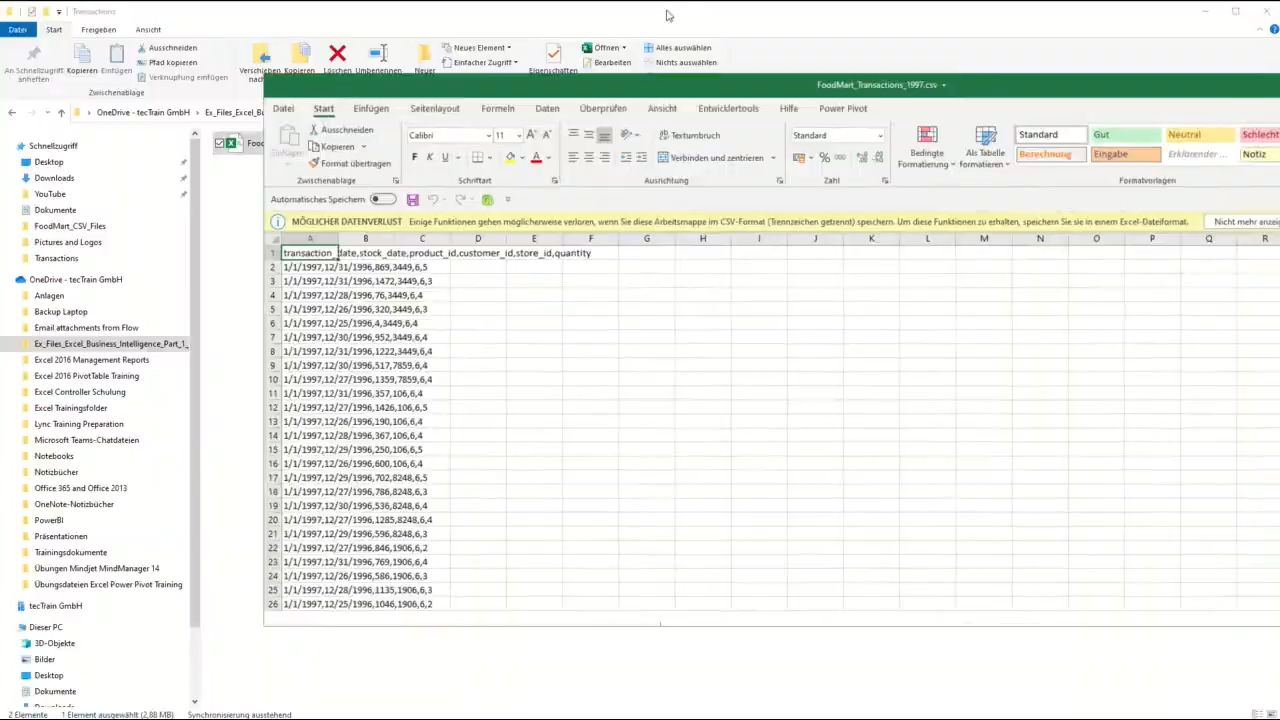 Transactions
Datei Start Freigeben Ansicht
An Schnellzugriff anheften
Kopieren
Einfügen
Ausschneiden
Pfad kopieren
Verknüpfung einfügen
Zwischenablage
Verschieben nach
Kopieren
Löschen
Umbenennen
Neuer
Neues Element
Einfacher Zugriff
Eigenschaften
Öffnen
Bearbeiten
Alles auswählen
Nichts auswählen
OneDrive - tecTrain GmbH > Ex_Files_Excel_Bu
Schnellzugriff
Desktop
Downloads
YouTube
Dokumente
FoodMart_CSV_Files
Pictures and Logos
Transactions
OneDrive - tecTrain GmbH
Anlagen
Backup Laptop
Email attachments from Flow
Ex_Files_Excel_Business_Intelligence_Part_1_
Excel 2016 Management Reports
Excel 2016 PivotTable Training
Excel Controller Schulung
Excel Trainingsfolder
Lync Training Preparation
Microsoft Teams-Chatdateien
Notebooks
Notizbücher
Office 365 and Office 2013
OneNote-Notizbücher
PowerBI
Präsentationen
Trainingsdokumente
Übungen Mindjet MindManager 14
Übungsdateien Excel Power Pivot Training
tecTrain GmbH
Dieser PC
3D-Objekte
Bilder
Desktop
Dokumente
2 Elemente 1 Element ausgewählt (2,88 MB) Synchronisierung ausstehend
Food
FoodMart_Transactions_1997.csv
Datei Start Einfügen Seitenlayout Formeln Daten Überprüfen Ansicht Entwicklertools Hilfe Power Pivot
Einfügen
Ausschneiden
Kopieren
Format übertragen
Zwischenablage
Calibri 11
F K U
Schriftart
Textumbruch
Verbinden und zentrieren
Ausrichtung
Standard
% 000
Zahl
Bedingte Formatierung
Als Tabelle formatieren
Standard Gut Neutral Schlecht
Berechnung Eingabe Erklärender ... Notiz
Formatvorlagen
Automatisches Speichern
MÖGLICHER DATENVERLUST Einige Funktionen gehen möglicherweise verloren, wenn Sie diese Arbeitsmappe im CSV-Format (Trennzeichen getrennt) speichern. Um diese Funktionen zu erhalten, speichern Sie sie in einem Excel-Dateiformat. Nicht mehr anzeig
A B C D E F G H I J K L M N O P Q R
1 transaction_date,stock_date,product_id,customer_id,store_id,quantity
2 1/1/1997,12/31/1996,869,3449,6,5
3 1/1/1997,12/31/1996,1472,3449,6,3
4 1/1/1997,12/28/1996,76,3449,6,4
5 1/1/1997,12/26/1996,320,3449,6,3
6 1/1/1997,12/25/1996,4,3449,6,4
7 1/1/1997,12/30/1996,952,3449,6,4
8 1/1/1997,12/31/1996,1222,3449,6,4
9 1/1/1997,12/30/1996,517,7859,6,4
10 1/1/1997,12/27/1996,1359,7859,6,4
11 1/1/1997,12/31/1996,357,106,6,4
12 1/1/1997,12/27/1996,1426,106,6,5
13 1/1/1997,12/26/1996,190,106,6,4
14 1/1/1997,12/28/1996,367,106,6,4
15 1/1/1997,12/29/1996,250,106,6,5
16 1/1/1997,12/26/1996,600,106,6,4
17 1/1/1997,12/29/1996,702,8248,6,5
18 1/1/1997,12/27/1996,786,8248,6,3
19 1/1/1997,12/30/1996,536,8248,6,4
20 1/1/1997,12/27/1996,1285,8248,6,4
21 1/1/1997,12/29/1996,596,8248,6,3
22 1/1/1997,12/27/1996,846,1906,6,2
23 1/1/1997,12/31/1996,769,1906,6,4
24 1/1/1997,12/26/1996,586,1906,6,3
25 1/1/1997,12/28/1996,1135,1906,6,3
26 1/1/1997,12/25/1996,1046,1906,6,2